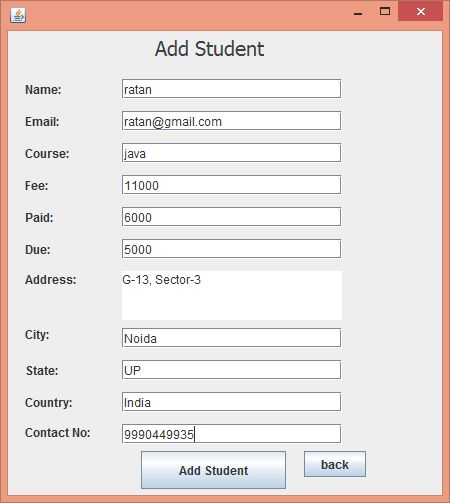 Add Student
Name: ratan
Email: ratan@gmail.com
Course: java
Fee: 11000
Paid: 6000
Due: 5000
Address: G-13, Sector-3
City: Noida
State: UP
Country: India
Contact No: 9990449935
Add Student back